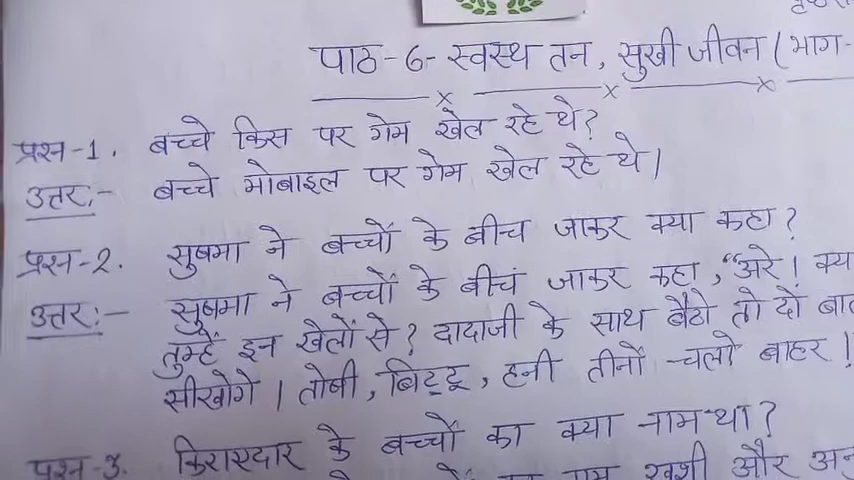 पाठ-6- स्वस्थ तन, सुखी जीवन (भाग-
प्रश्न-1. बच्चे किस पर गेम खेल रहे थे?
उत्तर:- बच्चे मोबाइल पर गेम खेल रहे थे।
प्रश्न-2. सुषमा ने बच्चों के बीच जाकर क्या कहा?
उत्तर:- सुषमा ने बच्चों के बीच जाकर कहा, "अरे! क्य
तुम्हें इन खेलों से? दादाजी के साथ बैठो तो दो बात
सीखोगे। तोषी, बिट्टू, हनी तीनों चलो बाहर!
प्रश्न-3. किराएदार के बच्चों का क्या नाम था?
खुशी और